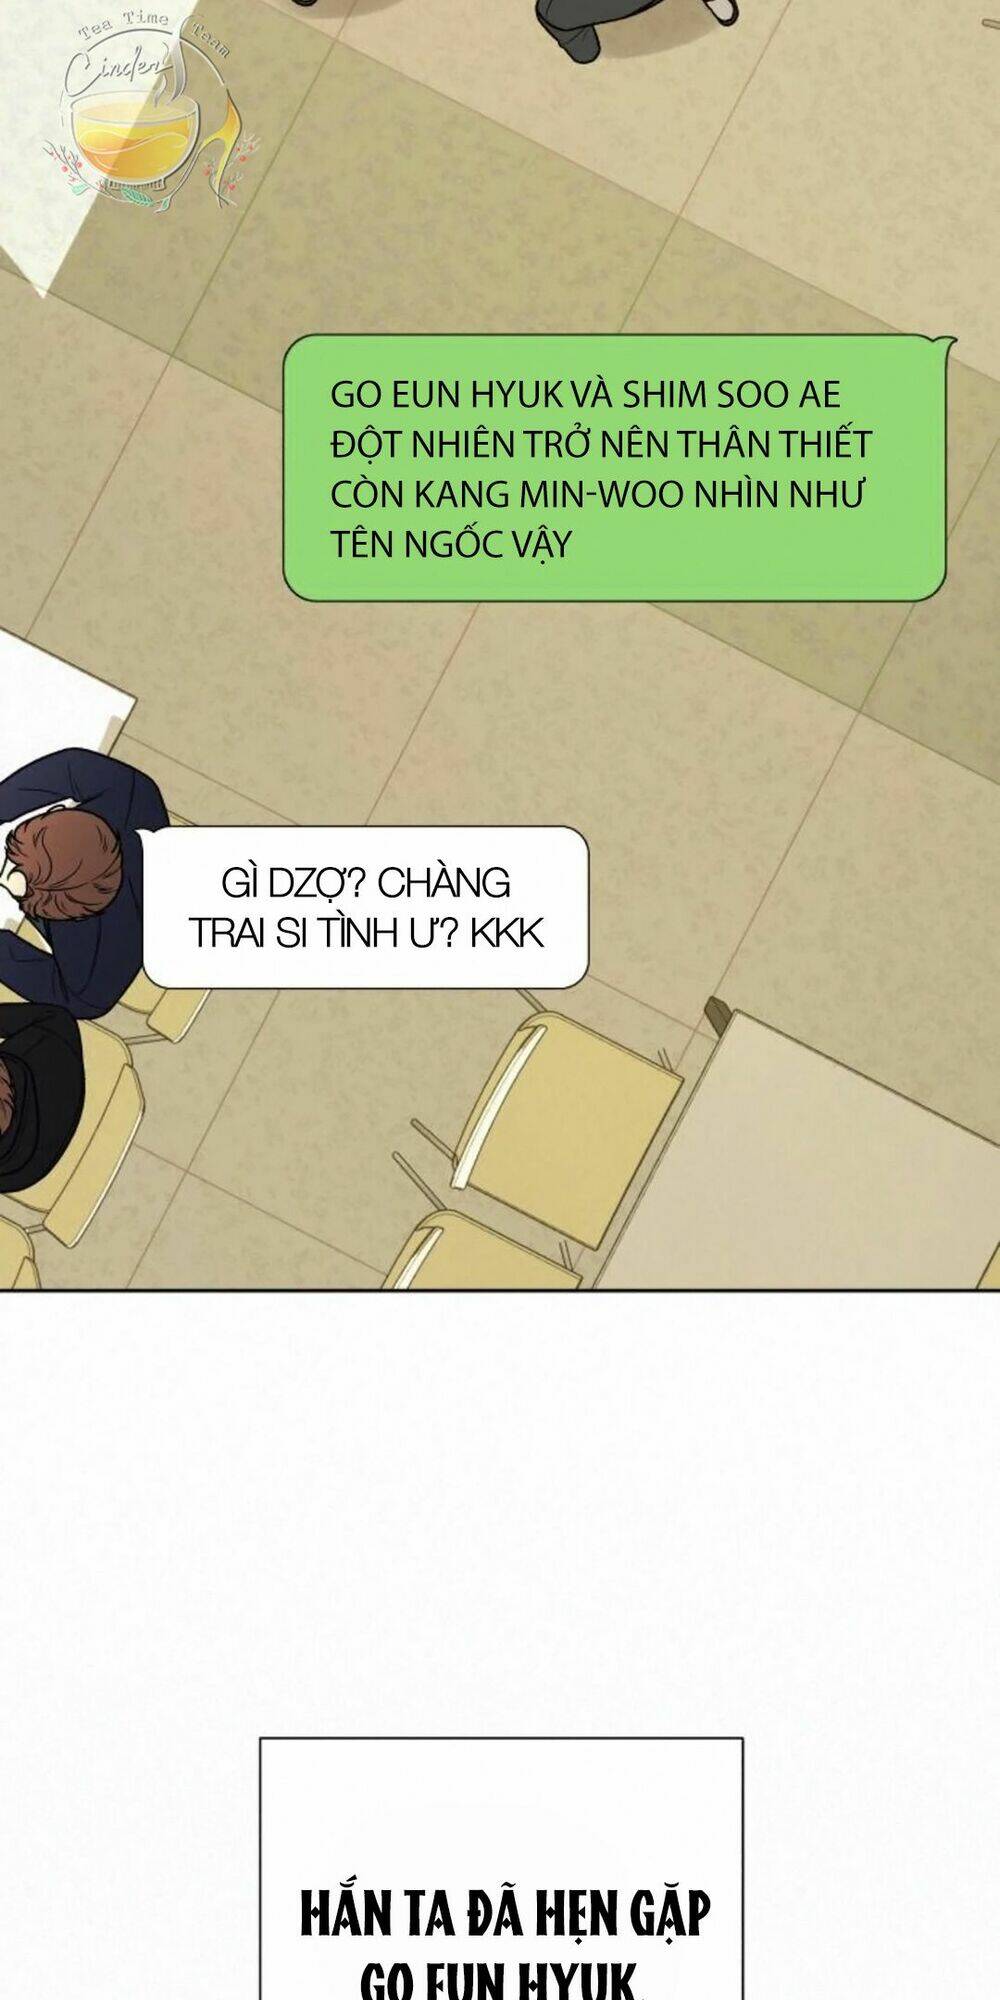 Tea Time Team
Cinder
GO EUN HYUK VÀ SHIM SOO AE
ĐỘT NHIÊN TRỞ NÊN THÂN THIẾT
CÒN KANG MIN-WOO NHÌN NHƯ
TÊN NGỐC VẬY
GÌ DZỢ? CHÀNG
TRAI SI TÌNH Ư? KKK
HẮN TA ĐÃ HẸN GẶP
GO EUN HYUK,